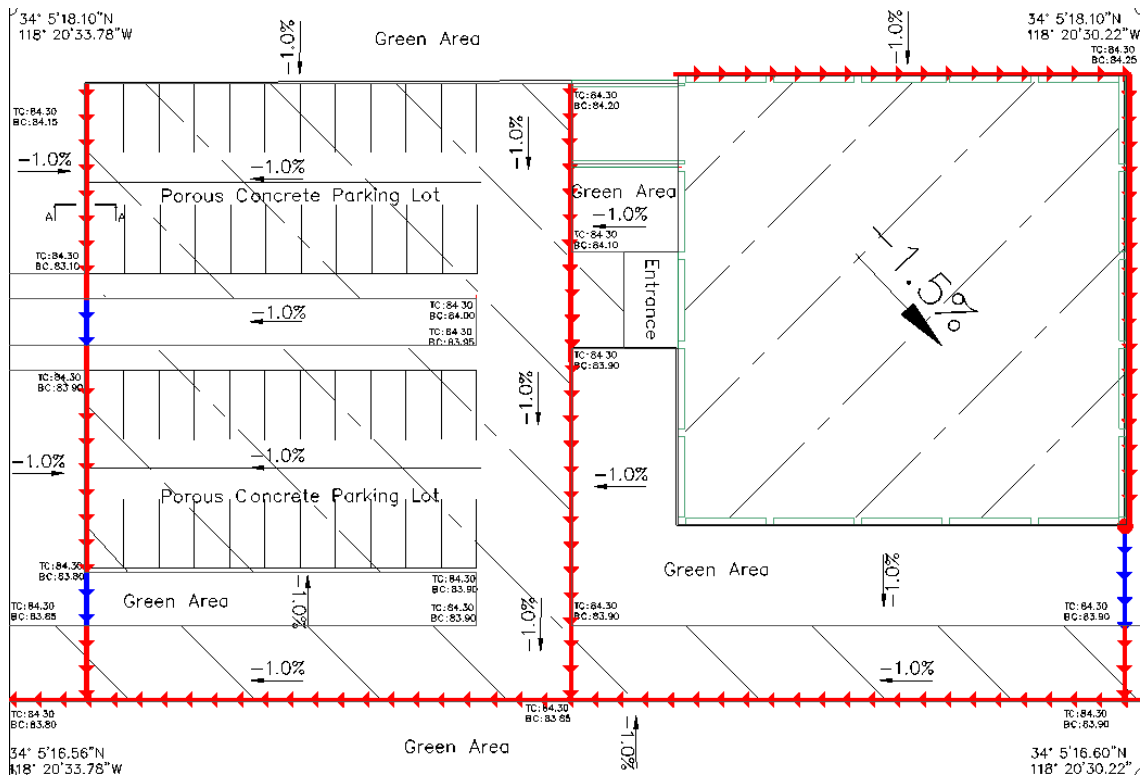 34° 5'18.10"N
118° 20'33.78"W
Green Area
-1.0%
-1.0%
34° 5'18.10"N
118° 20'30.22"W
TC:84.30
BC:84.25
TC:84.30
BC:84.15
TC:84.30
BC:84.20
-1.0%
-1.0%
-1.0%
Porous Concrete Parking Lot
Green Area
A
A
-1.0%
TC:84.30
BC:84.10
TC:84.30
BC:83.10
Entrance
-1.5%
TC:84.30
BC:84.00
-1.0%
TC:84.30
BC:83.95
TC:84.30
BC:83.90
TC:84.30
BC:83.90
-1.0%
-1.0%
-1.0%
-1.0%
Porous Concrete Parking Lot
TC:84.30
BC:83.80
TC:84.30
BC:83.90
Green Area
-1.0%
Green Area
-1.0%
TC:84.30
BC:83.65
TC:84.30
BC:83.90
-1.0%
TC:84.30
BC:83.90
TC:84.30
BC:83.90
-1.0%
-1.0%
TC:84.30
BC:83.80
TC:84.30
BC:83.65
TC:84.30
BC:83.90
Green Area
-1.0%
34° 5'16.56"N
118° 20'33.78"W
34° 5'16.60"N
118° 20'30.22"W